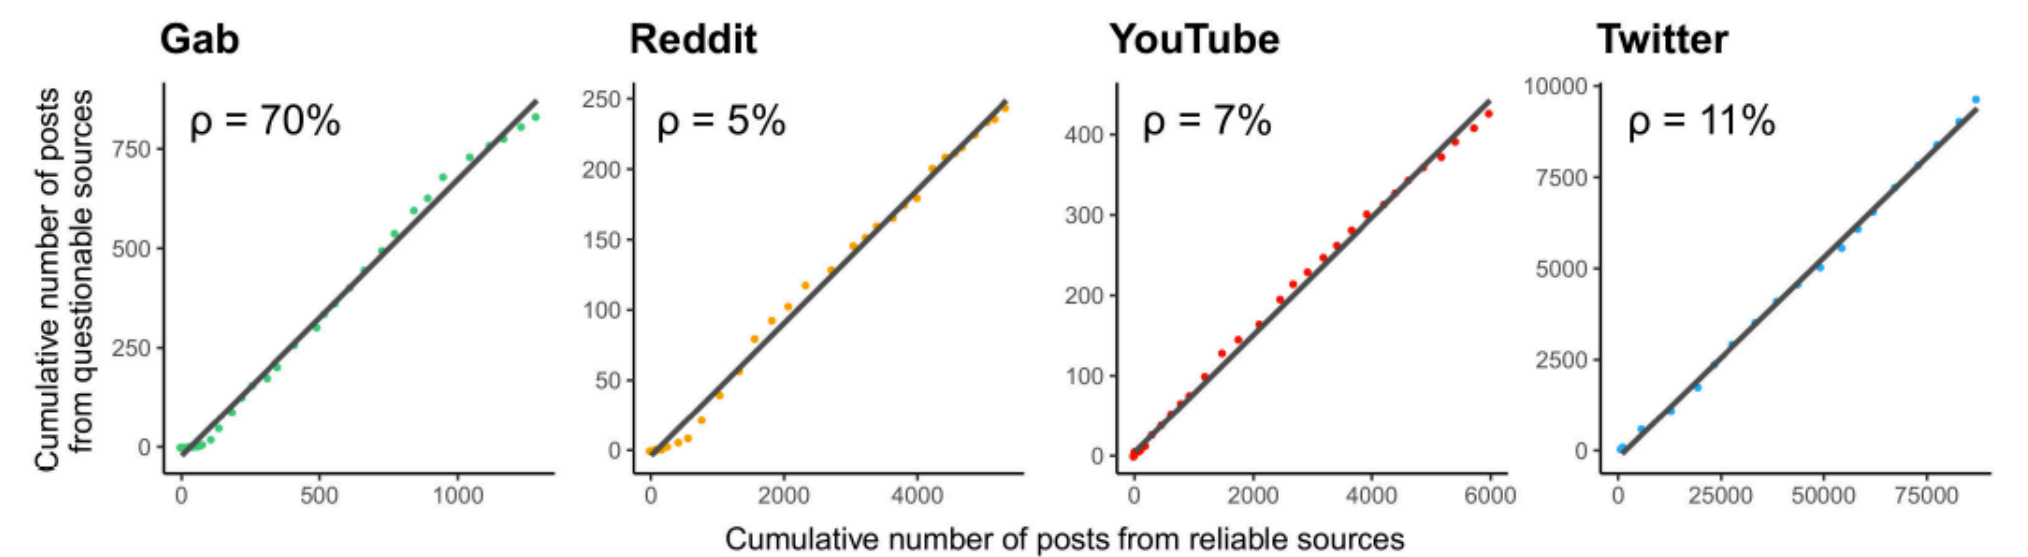 Gab
Reddit
YouTube
Twitter
Cumulative number of posts
from questionable sources
ρ = 70%
750
500
250
0
0 500 1000
ρ = 5%
250
200
150
100
50
0
0 2000 4000
ρ = 7%
400
300
200
100
0
0 2000 4000 6000
ρ = 11%
10000
7500
5000
2500
0
0 25000 50000 75000
Cumulative number of posts from reliable sources